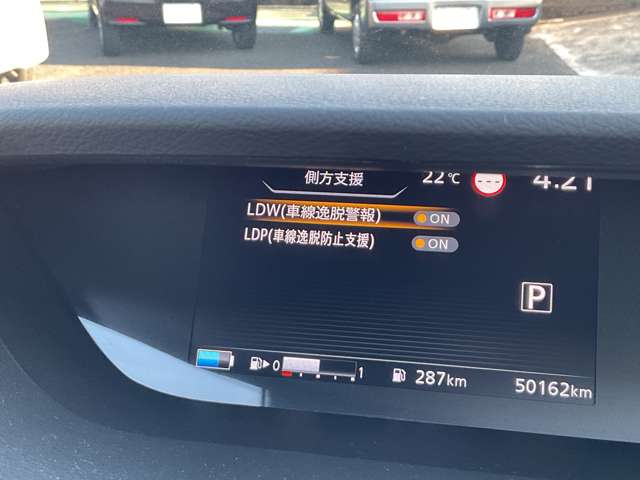 側方支援 22℃ 4:21
LDW(車線逸脱警報) ON
LDP(車線逸脱防止支援) ON
P
0 1 287km 50162km